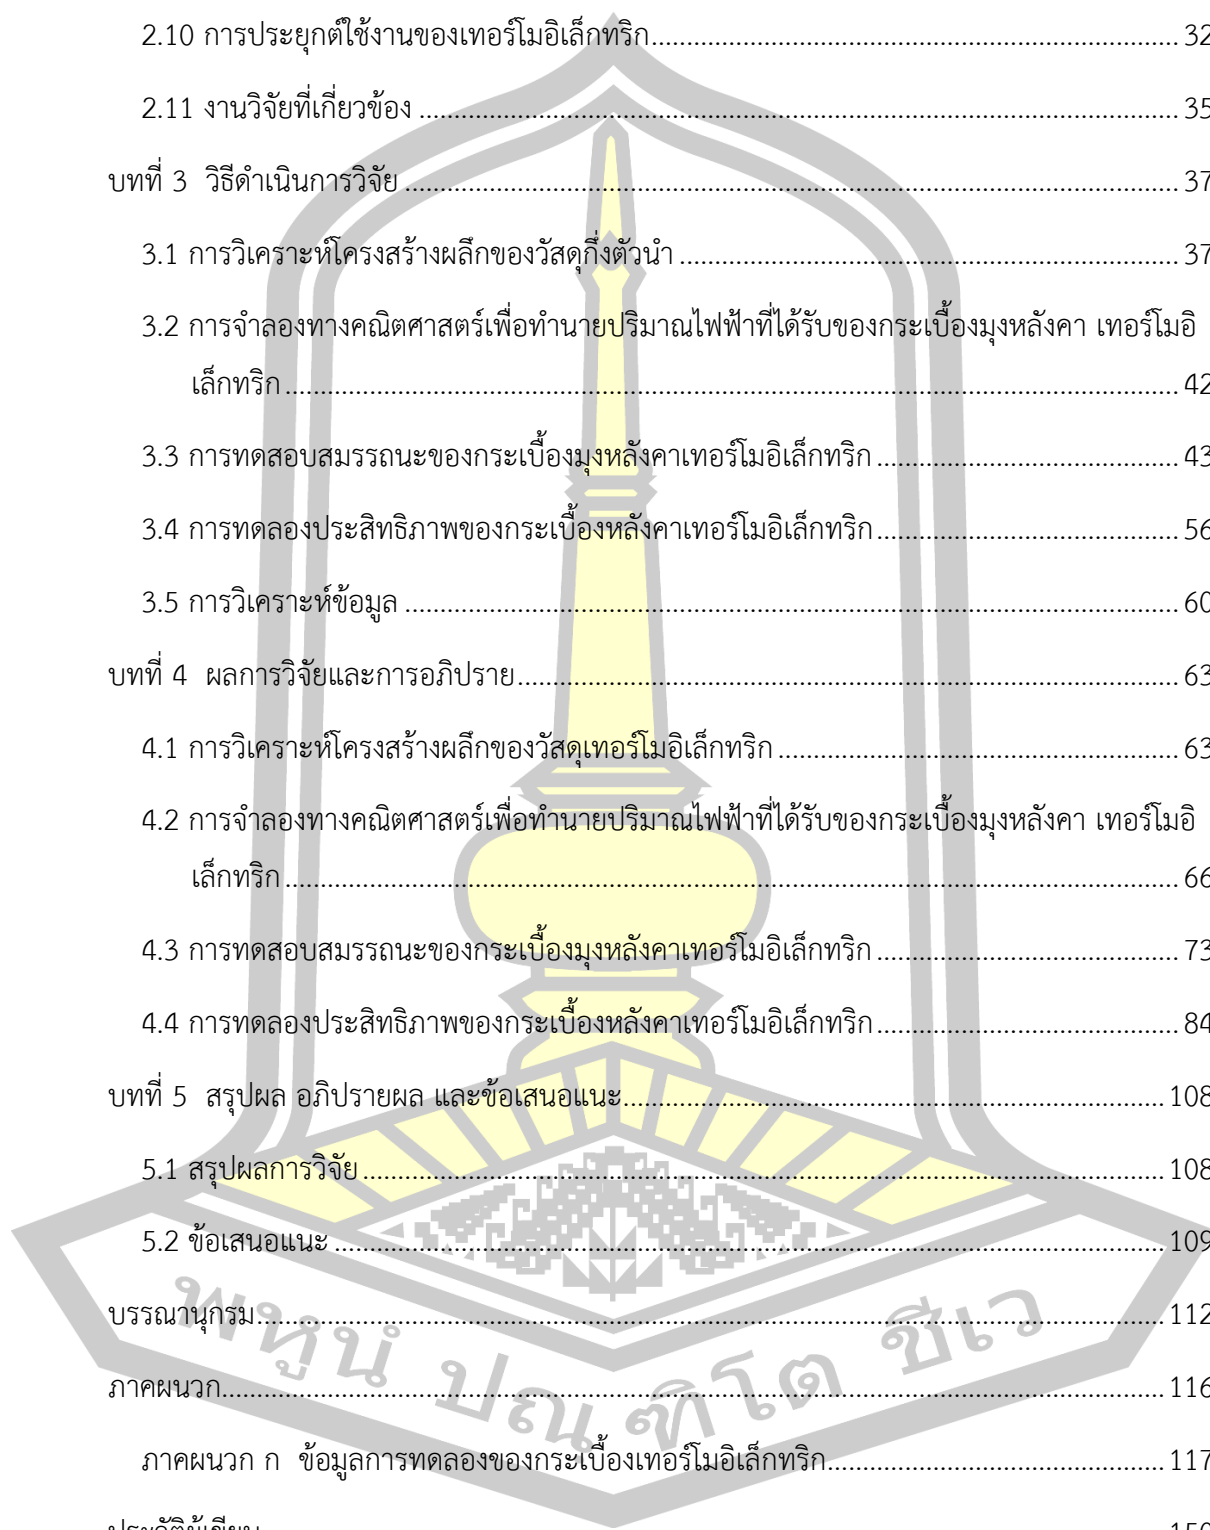 2.10 การประยุกต์ใช้งานของเทอร์โมอิเล็กทริก 32
2.11 งานวิจัยที่เกี่ยวข้อง 35
บทที่ 3 วิธีดำเนินการวิจัย 37
3.1 การวิเคราะห์โครงสร้างผลึกของวัสดุกึ่งตัวนำ 37
3.2 การจำลองทางคณิตศาสตร์เพื่อทำนายปริมาณไฟฟ้าที่ได้รับของกระเบื้องมุงหลังคา เทอร์โมอิ
เล็กทริก 42
3.3 การทดสอบสมรรถนะของกระเบื้องมุงหลังคาเทอร์โมอิเล็กทริก 43
3.4 การทดลองประสิทธิภาพของกระเบื้องหลังคาเทอร์โมอิเล็กทริก 56
3.5 การวิเคราะห์ข้อมูล 60
บทที่ 4 ผลการวิจัยและการอภิปราย 63
4.1 การวิเคราะห์โครงสร้างผลึกของวัสดุเทอร์โมอิเล็กทริก 63
4.2 การจำลองทางคณิตศาสตร์เพื่อทำนายปริมาณไฟฟ้าที่ได้รับของกระเบื้องมุงหลังคา เทอร์โมอิ
เล็กทริก 66
4.3 การทดสอบสมรรถนะของกระเบื้องมุงหลังคาเทอร์โมอิเล็กทริก 73
4.4 การทดลองประสิทธิภาพของกระเบื้องหลังคาเทอร์โมอิเล็กทริก 84
บทที่ 5 สรุปผล อภิปรายผล และข้อเสนอแนะ 108
5.1 สรุปผลการวิจัย 108
5.2 ข้อเสนอแนะ 109
บรรณานุกรม 112
ภาคผนวก 116
ภาคผนวก ก ข้อมูลการทดลองของกระเบื้องเทอร์โมอิเล็กทริก 117
ประวัติผู้เขียน 150
พหูนํ ปณฺฑิโต ชีเว